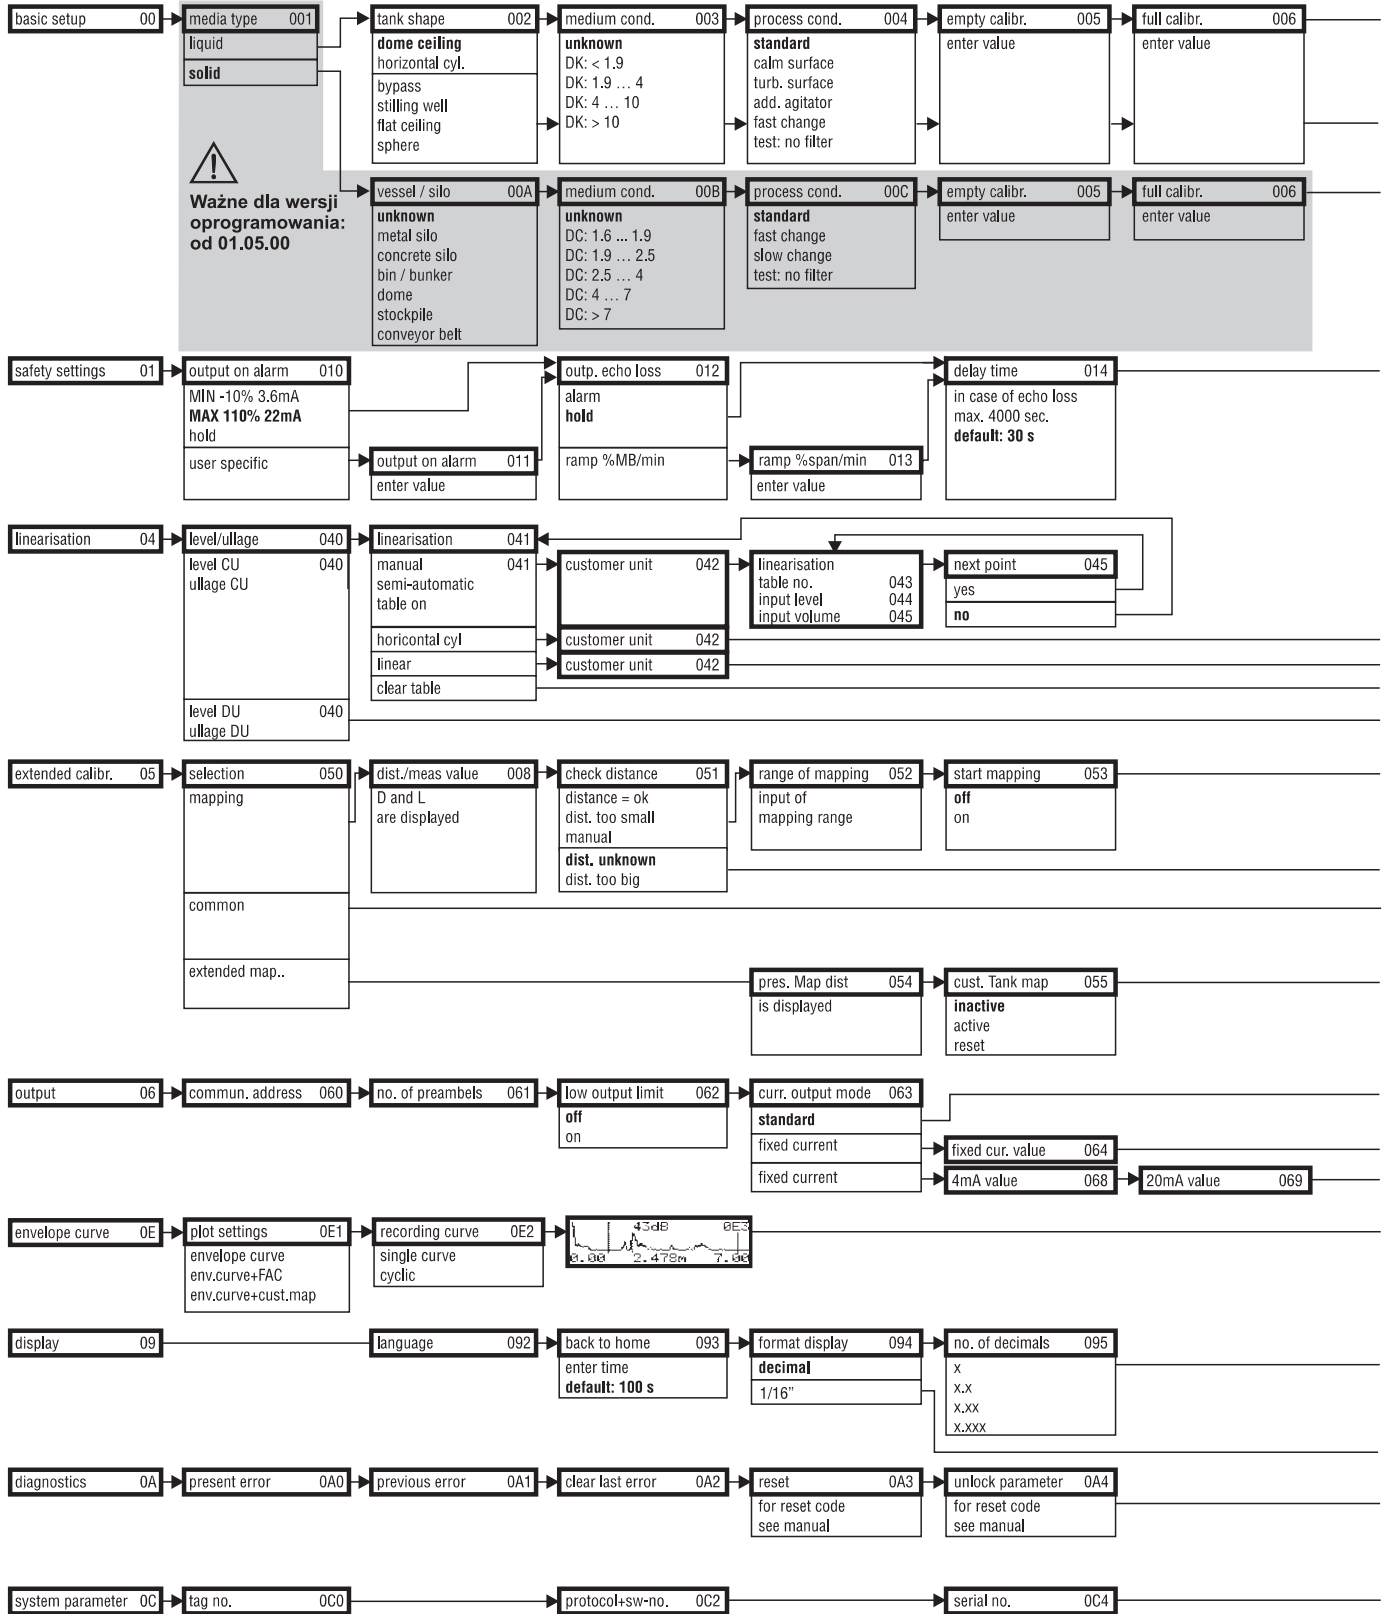 basic setup 00
media type 001
tank shape 002
medium cond. 003
process cond. 004
empty calibr. 005
full calibr. 006
liquid
solid
dome ceiling
horizontal cyl.
bypass
stilling well
flat ceiling
sphere
unknown
DK: < 1.9
DK: 1.9 ... 4
DK: 4 ... 10
DK: > 10
standard
calm surface
turb. surface
add. agitator
fast change
test: no filter
enter value
enter value
Ważne dla wersji
oprogramowania:
od 01.05.00
vessel / silo 00A
medium cond. 00B
process cond. 00C
empty calibr. 005
full calibr. 006
unknown
metal silo
concrete silo
bin / bunker
dome
stockpile
conveyor belt
unknown
DC: 1.6 ... 1.9
DC: 1.9 ... 2.5
DC: 2.5 ... 4
DC: 4 ... 7
DC: > 7
standard
fast change
slow change
test: no filter
enter value
enter value
safety settings 01
output on alarm 010
outp. echo loss 012
delay time 014
MIN -10% 3.6mA
MAX 110% 22mA
hold
user specific
output on alarm 011
enter value
alarm
hold
ramp %MB/min
ramp %span/min 013
enter value
in case of echo loss
max. 4000 sec.
default: 30 s
linearisation 04
level/ullage 040
linearisation 041
level CU 040
ullage CU
level DU 040
ullage DU
manual 041
semi-automatic
table on
horicontal cyl
linear
clear table
customer unit 042
customer unit 042
customer unit 042
linearisation
table no. 043
input level 044
input volume 045
next point 045
yes
no
extended calibr. 05
selection 050
dist./meas value 008
check distance 051
range of mapping 052
start mapping 053
mapping
common
extended map..
D and L
are displayed
distance = ok
dist. too small
manual
dist. unknown
dist. too big
input of
mapping range
off
on
pres. Map dist 054
is displayed
cust. Tank map 055
inactive
active
reset
output 06
commun. address 060
no. of preambels 061
low output limit 062
curr. output mode 063
off
on
standard
fixed current
fixed current
fixed cur. value 064
4mA value 068
20mA value 069
envelope curve 0E
plot settings 0E1
recording curve 0E2
envelope curve
env.curve+FAC
env.curve+cust.map
single curve
cyclic
43dB 0E3
0.00 2.478m 7.00
display 09
language 092
back to home 093
format display 094
no. of decimals 095
enter time
default: 100 s
decimal
1/16”
x
x.x
x.xx
x.xxx
diagnostics 0A
present error 0A0
previous error 0A1
clear last error 0A2
reset 0A3
unlock parameter 0A4
for reset code
see manual
for reset code
see manual
system parameter 0C
tag no. 0C0
protocol+sw-no. 0C2
serial no. 0C4